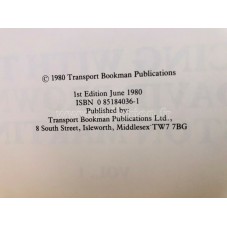 © 1980 Transport Bookman Publications
1st Edition June 1980
ISBN 0 85184036-1
Published by:
Transport Bookman Publications Ltd.,
8 South Street, Isleworth, Middlesex TW7 7BG